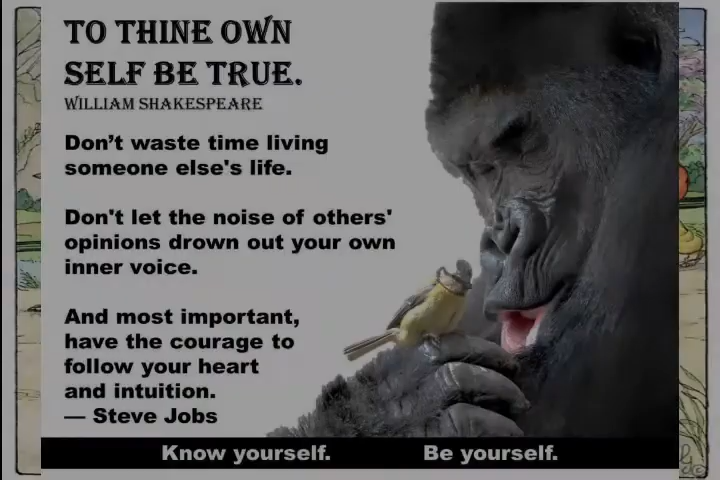 TO THINE OWN
SELF BE TRUE.
WILLIAM SHAKESPEARE
Don’t waste time living
someone else's life.
Don't let the noise of others'
opinions drown out your own
inner voice.
And most important,
have the courage to
follow your heart
and intuition.
— Steve Jobs
Know yourself. Be yourself.